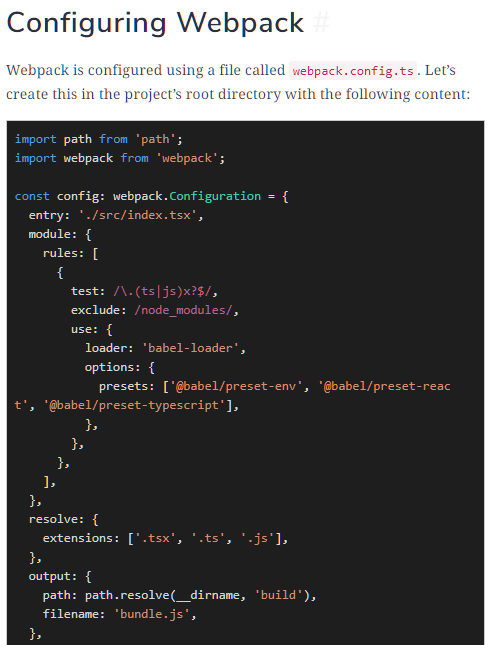 Configuring Webpack #
Webpack is configured using a file called webpack.config.ts. Let’s
create this in the project’s root directory with the following content:
import path from 'path';
import webpack from 'webpack';
const config: webpack.Configuration = {
  entry: './src/index.tsx',
  module: {
    rules: [
      {
        test: /\.(ts|js)x?$/,
        exclude: /node_modules/,
        use: {
          loader: 'babel-loader',
          options: {
            presets: ['@babel/preset-env', '@babel/preset-reac
t', '@babel/preset-typescript'],
          },
        },
      },
    ],
  },
  resolve: {
    extensions: ['.tsx', '.ts', '.js'],
  },
  output: {
    path: path.resolve(__dirname, 'build'),
    filename: 'bundle.js',
  },